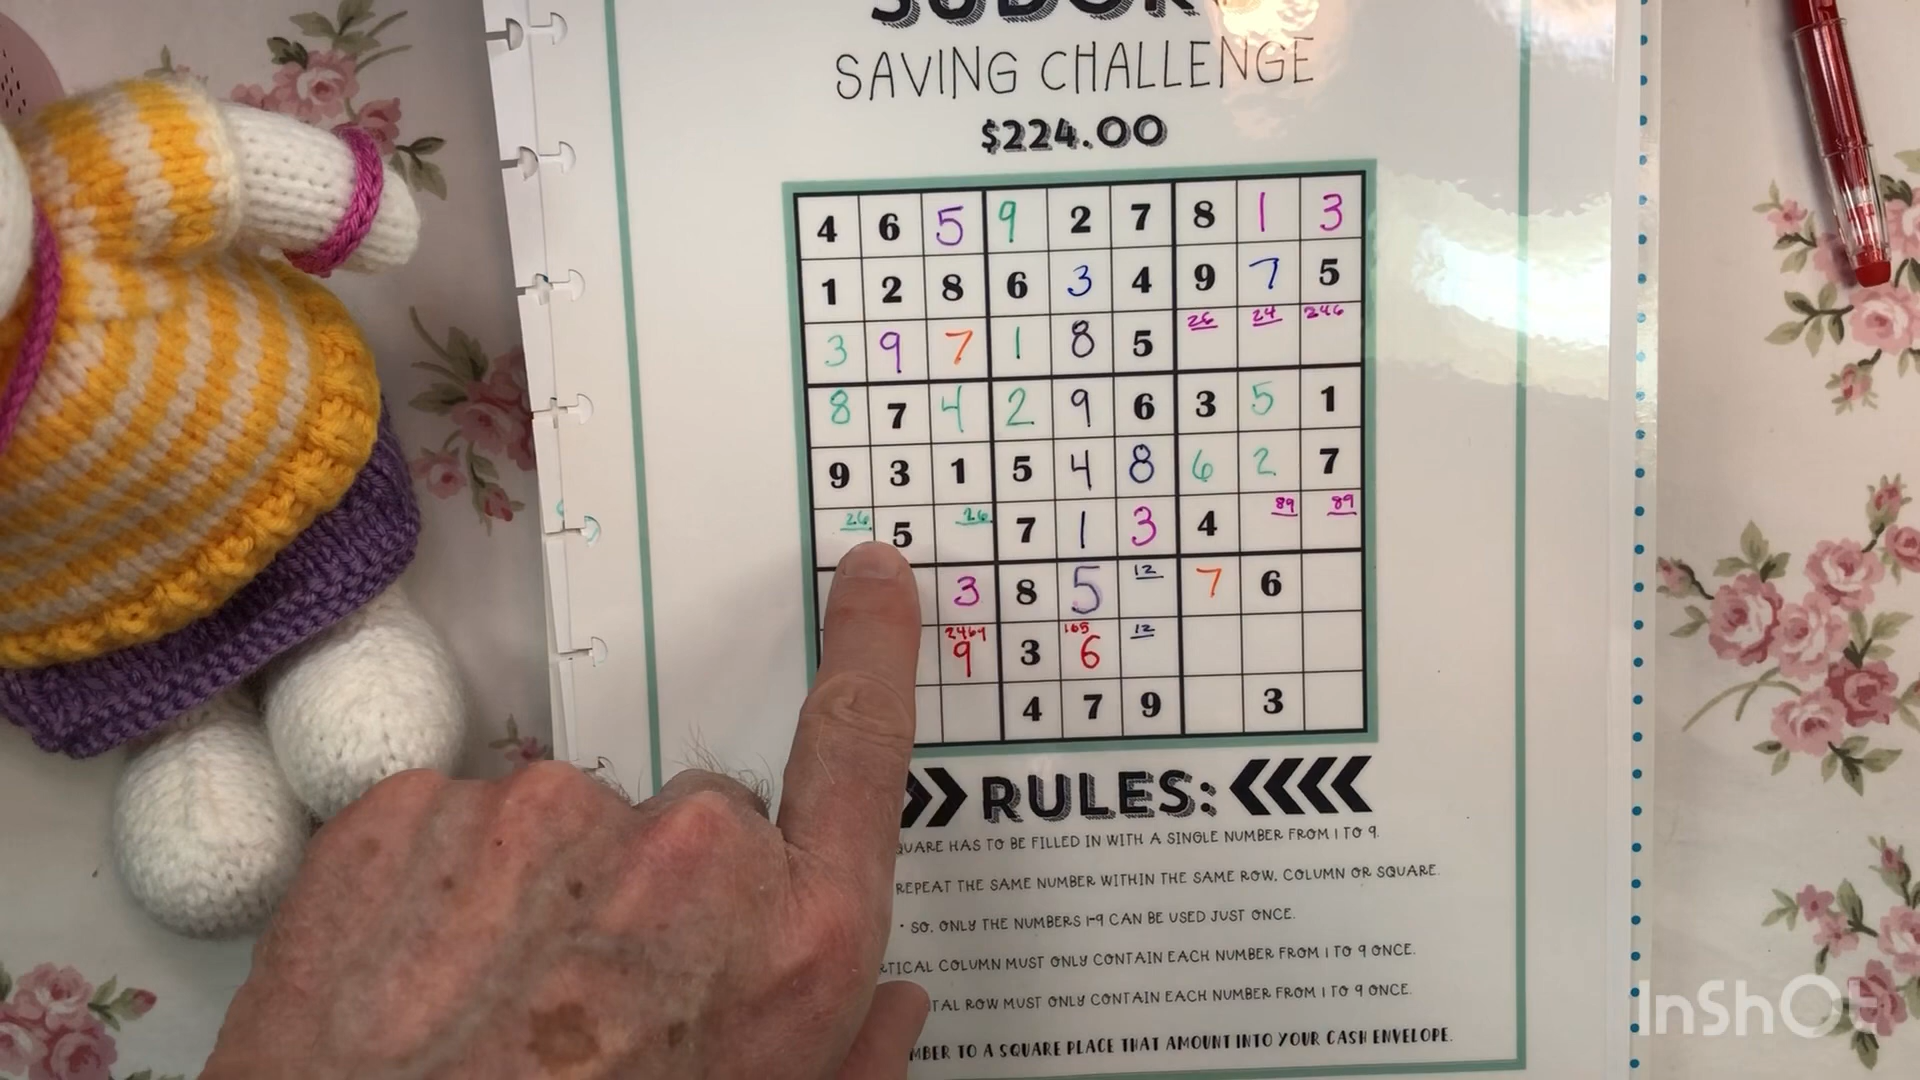 SAVING CHALLENGE
$224.00
4 6 5 9 2 7 8 1 3
1 2 8 6 3 4 9 7 5
26 24 246
3 9 7 1 8 5
8 7 4 2 9 6 3 5 1
9 3 1 5 4 8 6 2 7
26 26 89 89
5 7 1 3 4
12
3 8 5 7 6
165 12
9 3 6
4 7 9 3
RULES:
HAS TO BE FILLED IN WITH A SINGLE NUMBER FROM 1 TO 9.
REPEAT THE SAME NUMBER WITHIN THE SAME ROW, COLUMN OR SQUARE.
• SO, ONLY THE NUMBERS 1-9 CAN BE USED JUST ONCE.
COLUMN MUST ONLY CONTAIN EACH NUMBER FROM 1 TO 9 ONCE.
ROW MUST ONLY CONTAIN EACH NUMBER FROM 1 TO 9 ONCE.
TO A SQUARE PLACE THAT AMOUNT INTO YOUR CASH ENVELOPE.
InShOt